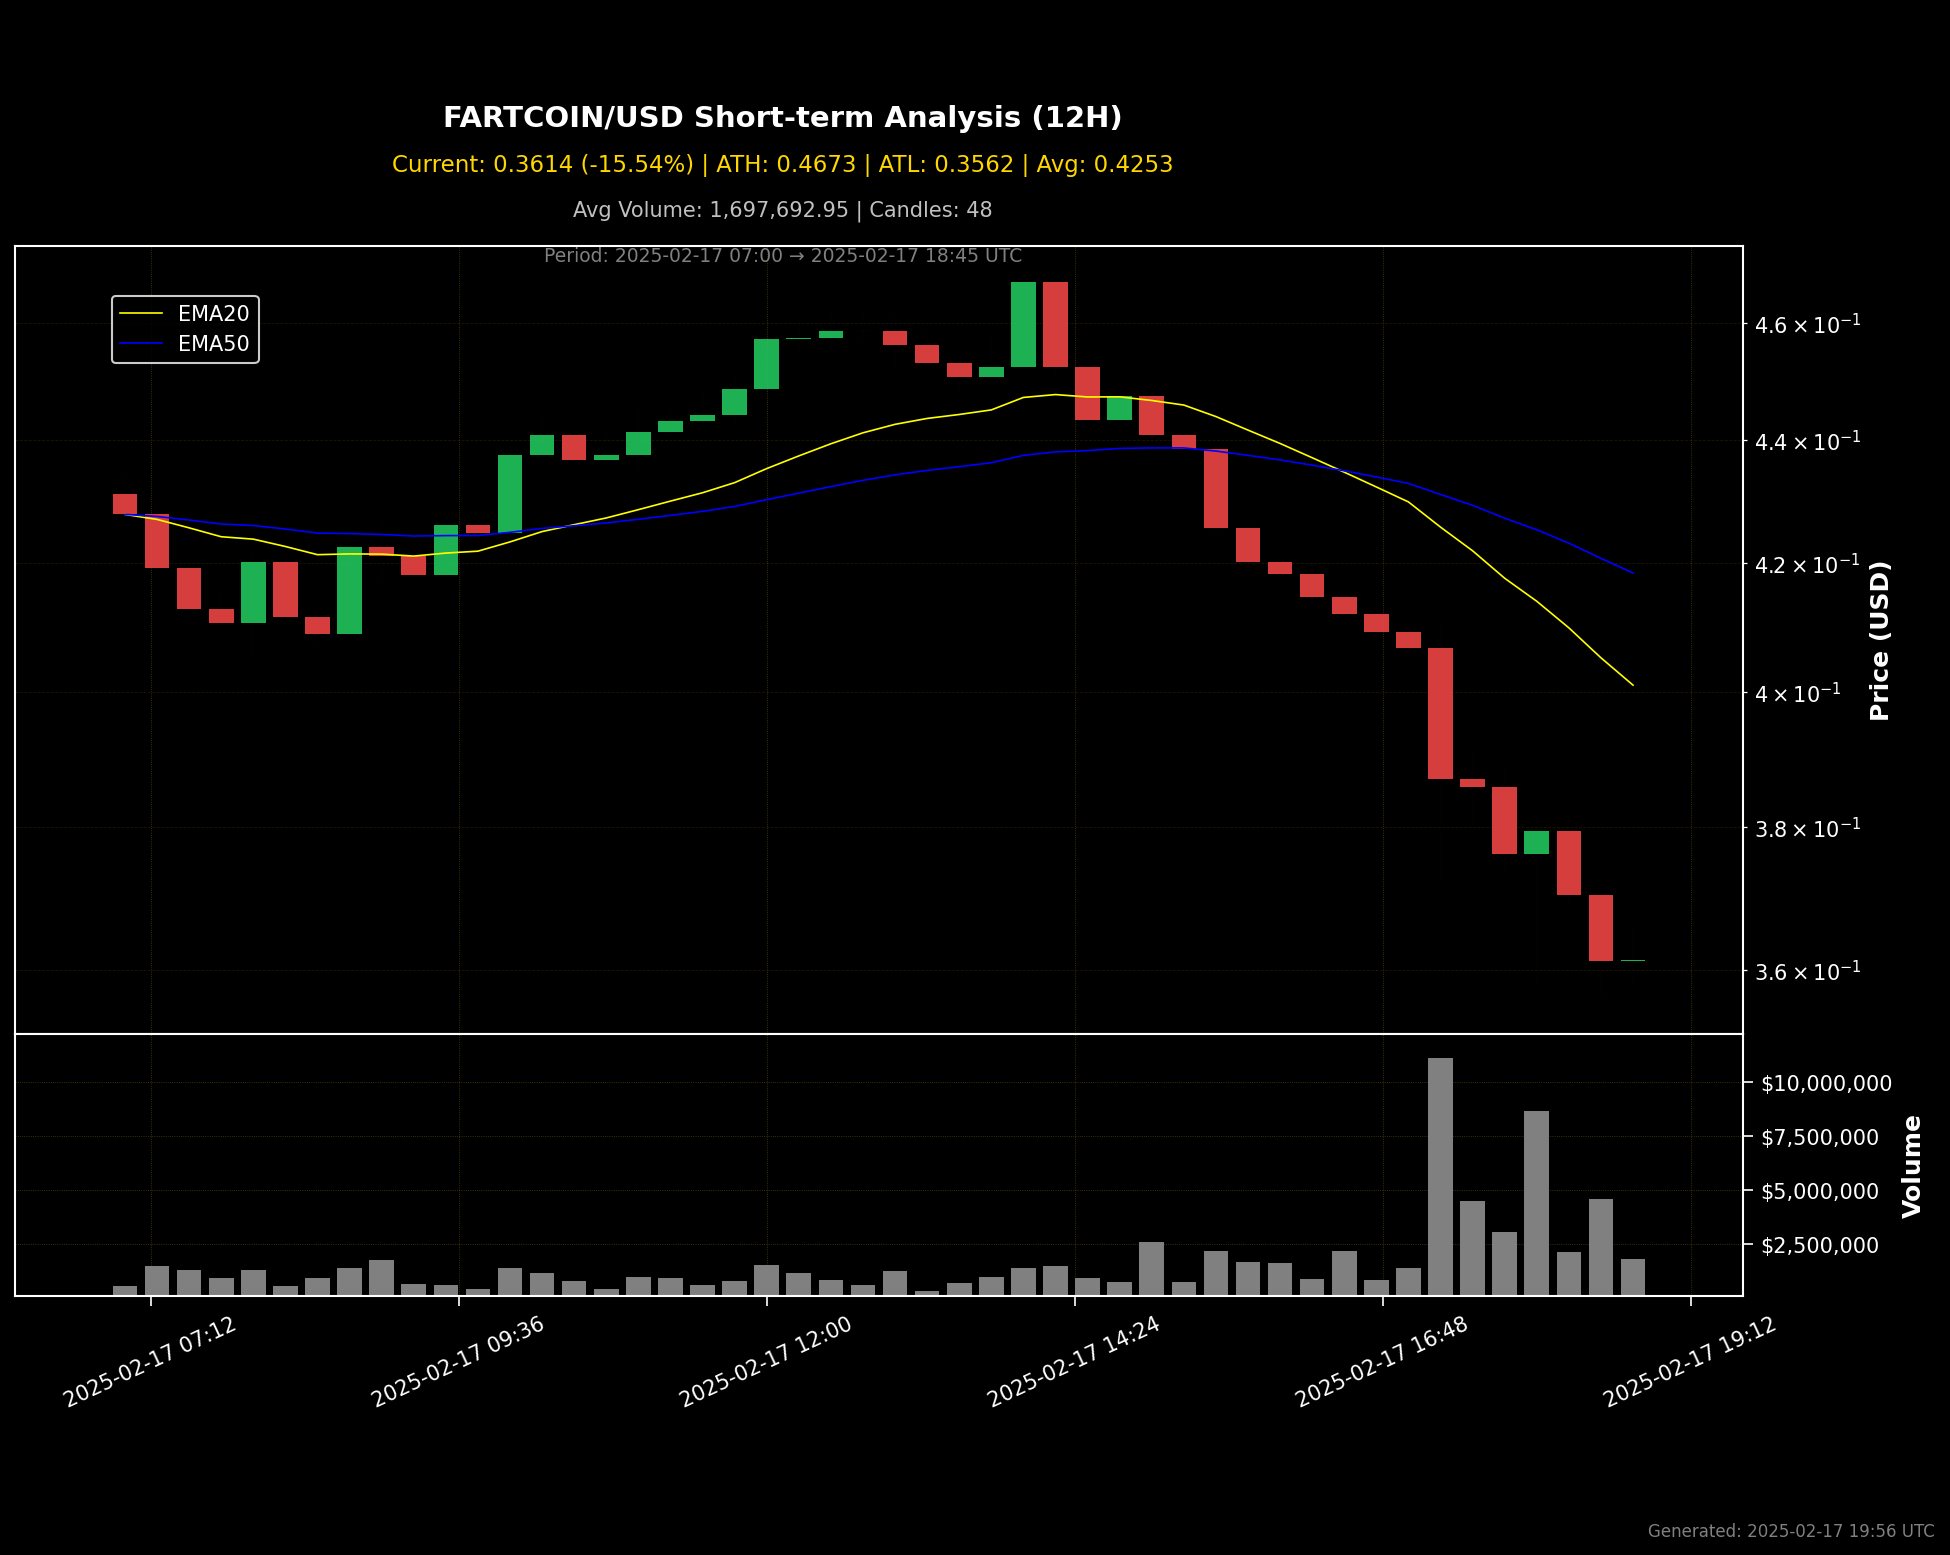 FARTCOIN/USD Short-term Analysis (12H)
Current: 0.3614 (-15.54%) | ATH: 0.4673 | ATL: 0.3562 | Avg: 0.4253
Avg Volume: 1,697,692.95 | Candles: 48
Period: 2025-02-17 07:00 → 2025-02-17 18:45 UTC
EMA20
EMA50
4.6 × 10⁻¹
4.4 × 10⁻¹
4.2 × 10⁻¹
4 × 10⁻¹
3.8 × 10⁻¹
3.6 × 10⁻¹
Price (USD)
$10,000,000
$7,500,000
$5,000,000
$2,500,000
Volume
2025-02-17 07:12
2025-02-17 09:36
2025-02-17 12:00
2025-02-17 14:24
2025-02-17 16:48
2025-02-17 19:12
Generated: 2025-02-17 19:56 UTC